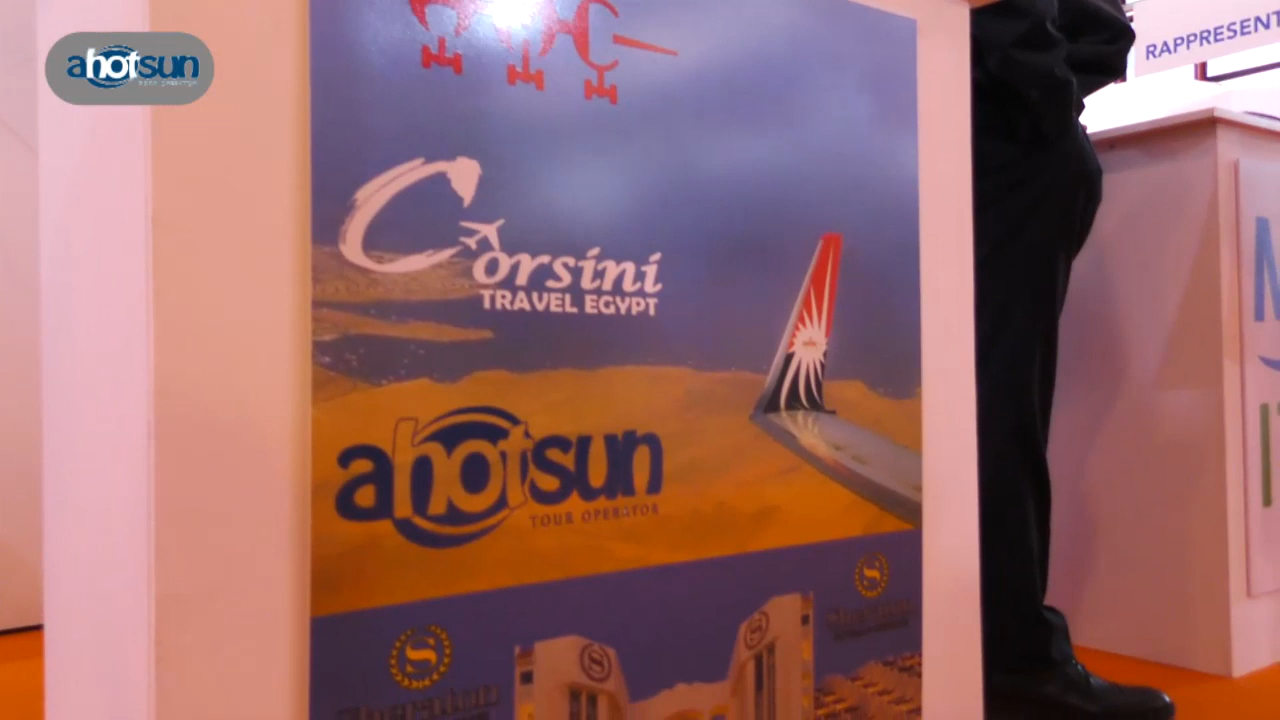 ahotsun
RAPPRESENT
Corsini
TRAVEL EGYPT
ahotsun
TOUR OPERATOR
S
S